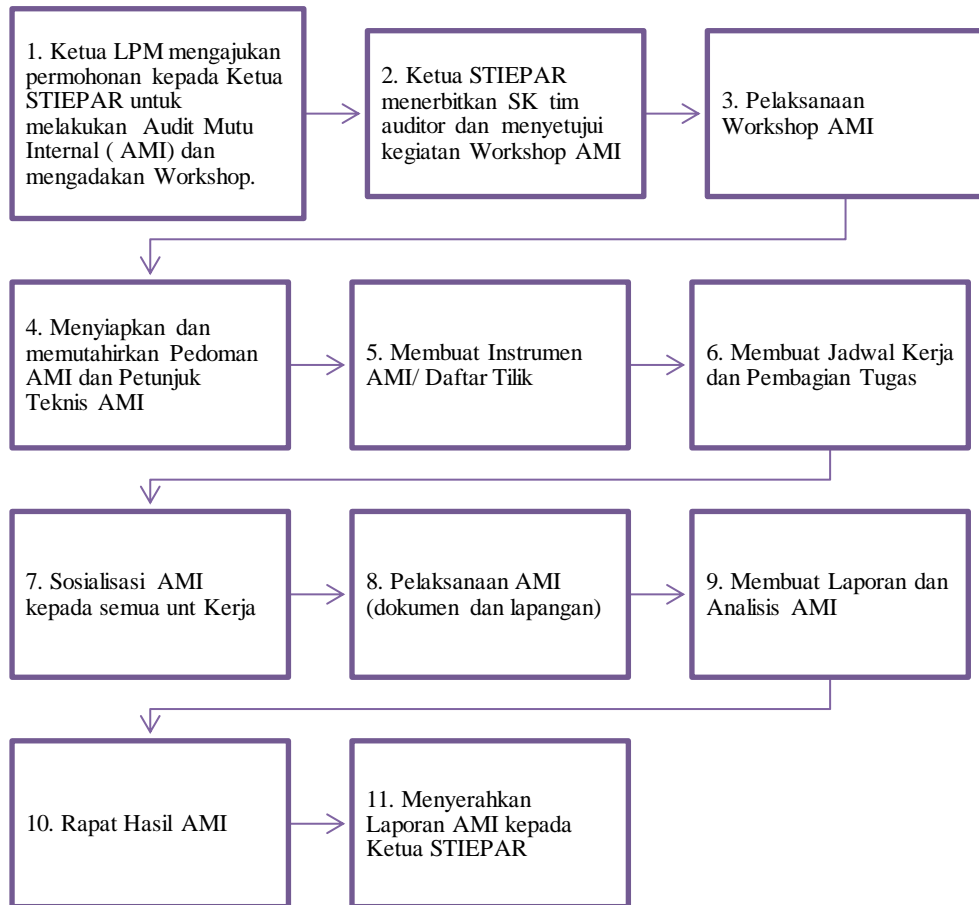 1. Ketua LPM mengajukan
permohonan kepada Ketua
STIEPAR untuk
melakukan Audit Mutu
Internal ( AMI) dan
mengadakan Workshop.
2. Ketua STIEPAR
menerbitkan SK tim
auditor dan menyetujui
kegiatan Workshop AMI
3. Pelaksanaan
Workshop AMI
4. Menyiapkan dan
memutahirkan Pedoman
AMI dan Petunjuk
Teknis AMI
5. Membuat Instrumen
AMI/ Daftar Tilik
6. Membuat Jadwal Kerja
dan Pembagian Tugas
7. Sosialisasi AMI
kepada semua unt Kerja
8. Pelaksanaan AMI
(dokumen dan lapangan)
9. Membuat Laporan dan
Analisis AMI
10. Rapat Hasil AMI
11. Menyerahkan
Laporan AMI kepada
Ketua STIEPAR